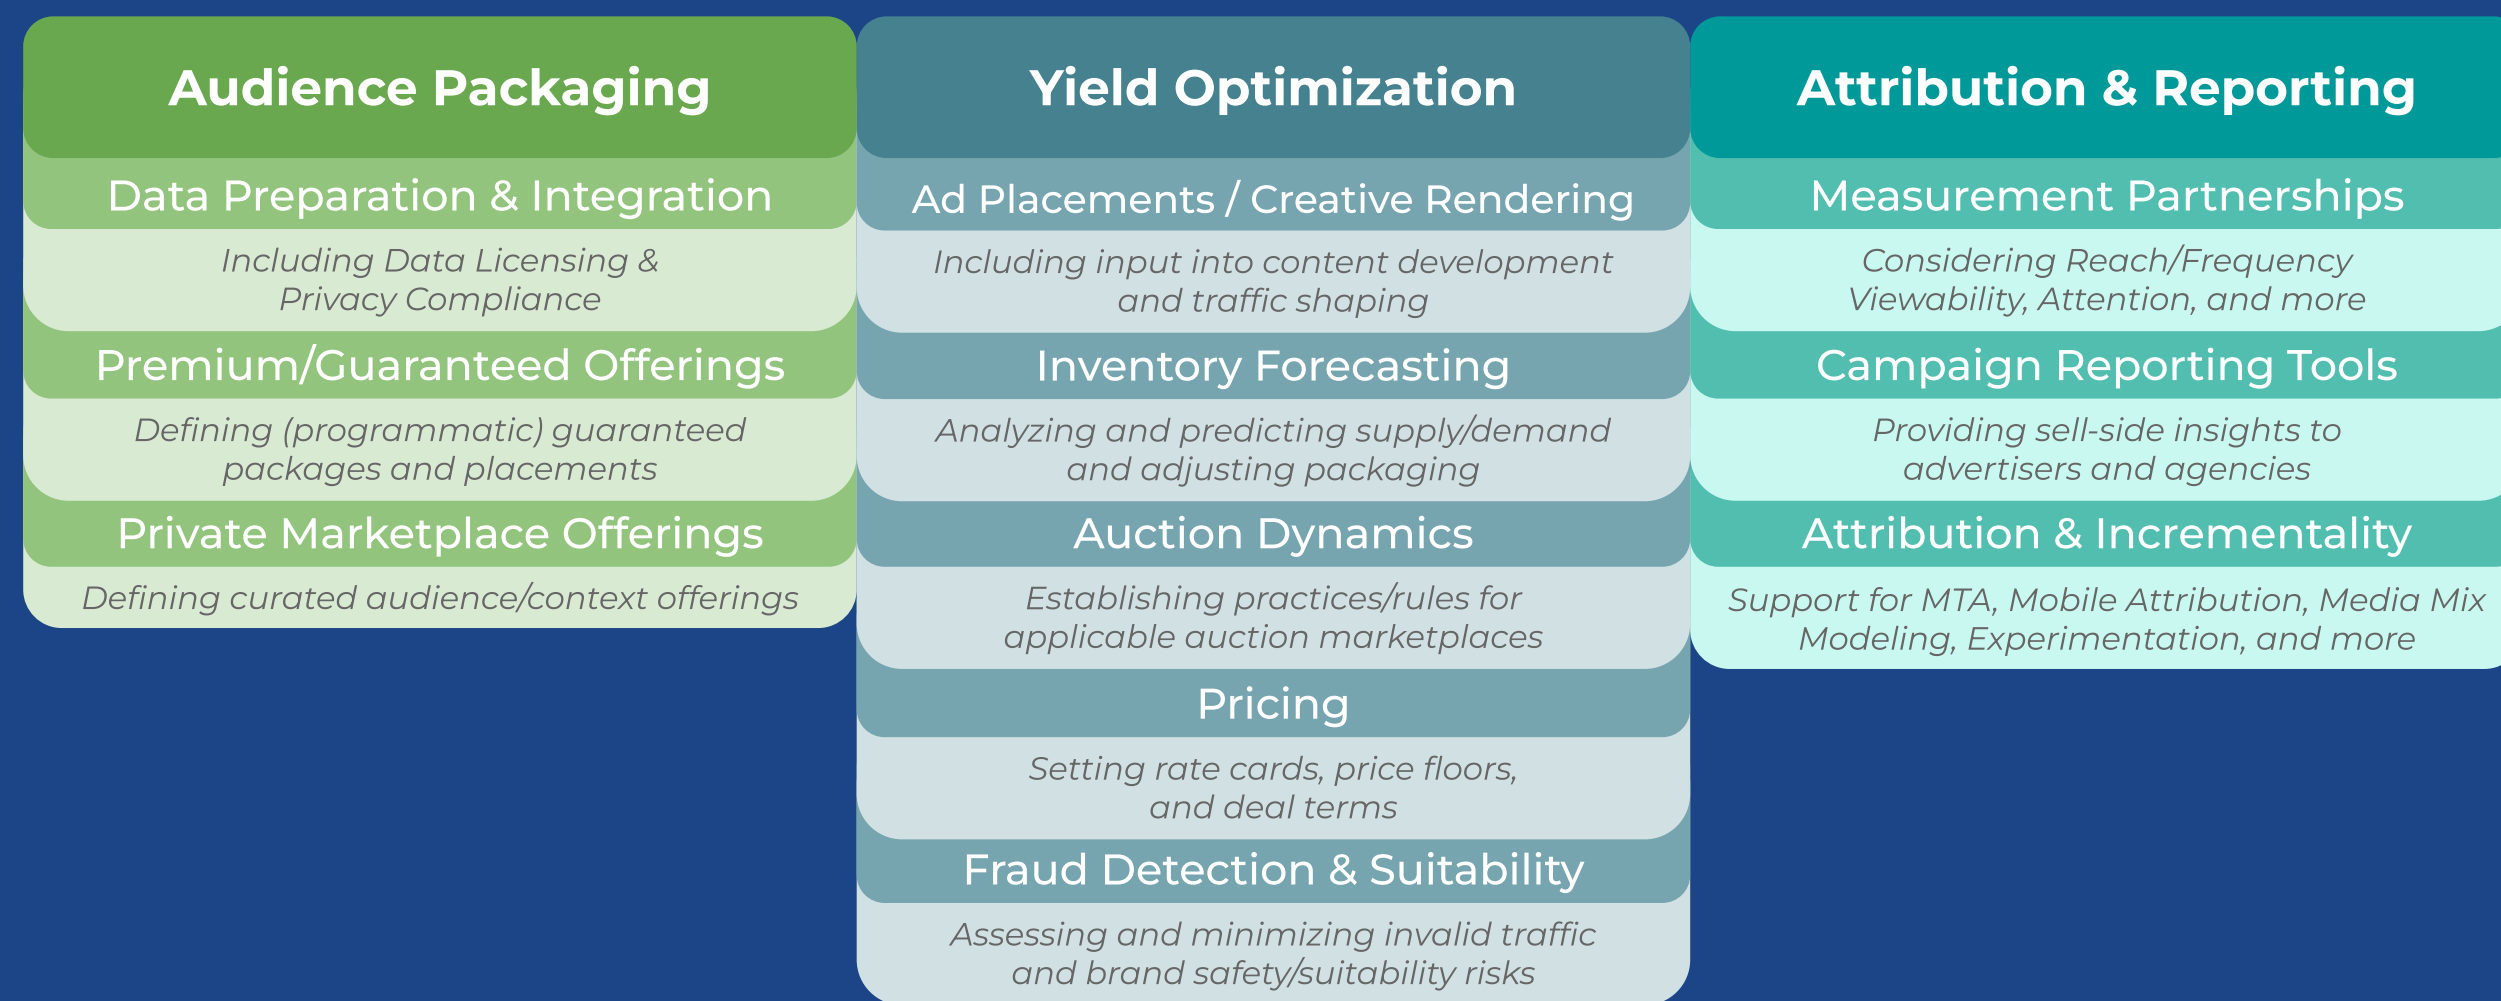 Audience Packaging
Data Preparation & Integration
Including Data Licensing &
Privacy Compliance
Premium/Guaranteed Offerings
Defining (programmatic) guaranteed
packages and placements
Private Marketplace Offerings
Defining curated audience/context offerings
Yield Optimization
Ad Placements / Creative Rendering
Including input into content development
and traffic shaping
Inventory Forecasting
Analyzing and predicting supply/demand
and adjusting packaging
Auction Dynamics
Establishing practices/rules for
applicable auction marketplaces
Pricing
Setting rate cards, price floors,
and deal terms
Fraud Detection & Suitability
Assessing and minimizing invalid traffic
and brand safety/suitability risks
Attribution & Reporting
Measurement Partnerships
Considering Reach/Frequency
Viewability, Attention, and more
Campaign Reporting Tools
Providing sell-side insights to
advertisers and agencies
Attribution & Incrementality
Support for MTA, Mobile Attribution, Media Mix
Modeling, Experimentation, and more